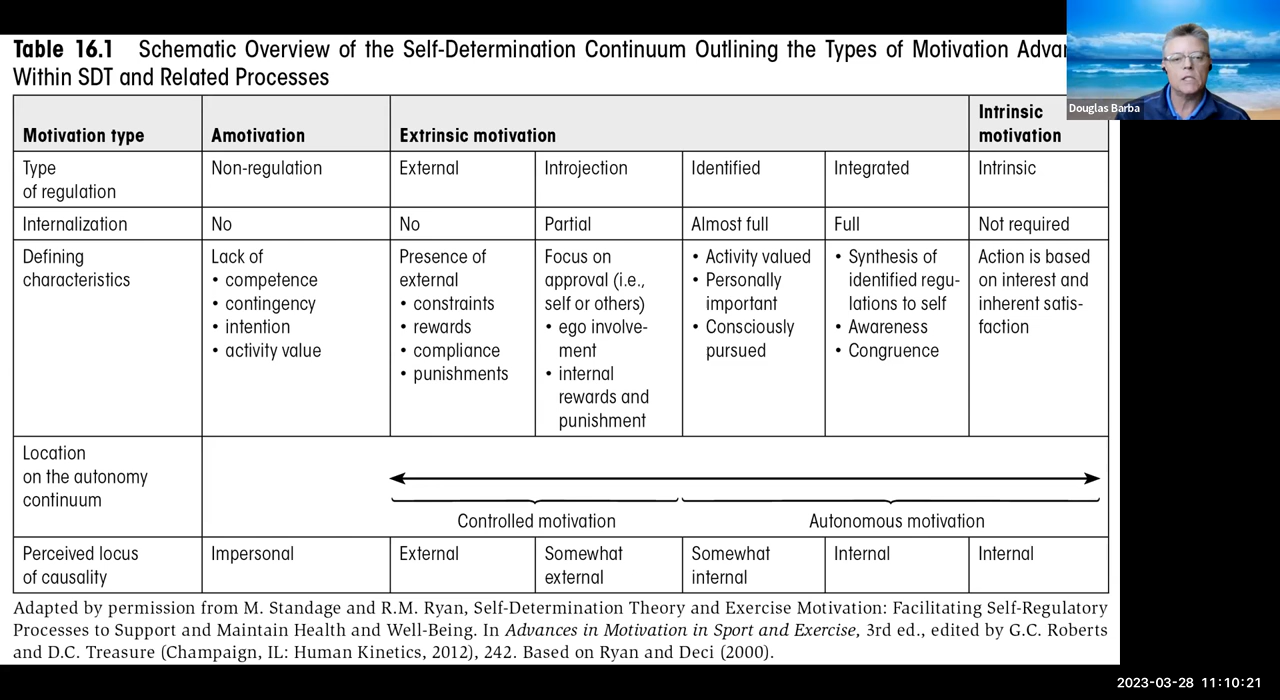 Table 16.1 Schematic Overview of the Self-Determination Continuum Outlining the Types of Motivation
Within SDT and Related Processes
Douglas Barba
Motivation type
Amotivation
Extrinsic motivation
Intrinsic
motivation
Type
of regulation
Non-regulation
External
Introjection
Identified
Integrated
Intrinsic
Internalization
No
No
Partial
Almost full
Full
Not required
Defining
characteristics
Lack of
• competence
• contingency
• intention
• activity value
Presence of
external
• constraints
• rewards
• compliance
• punishments
Focus on
approval (i.e.,
self or others)
• ego involve-
ment
• internal
rewards and
punishment
• Activity valued
• Personally
important
• Consciously
pursued
• Synthesis of
identified regu-
lations to self
• Awareness
• Congruence
Action is based
on interest and
inherent satis-
faction
Location
on the autonomy
continuum
Controlled motivation
Autonomous motivation
Perceived locus
of causality
Impersonal
External
Somewhat
external
Somewhat
internal
Internal
Internal
Adapted by permission from M. Standage and R.M. Ryan, Self-Determination Theory and Exercise Motivation: Facilitating Self-Regulatory
Processes to Support and Maintain Health and Well-Being. In Advances in Motivation in Sport and Exercise, 3rd ed., edited by G.C. Roberts
and D.C. Treasure (Champaign, IL: Human Kinetics, 2012), 242. Based on Ryan and Deci (2000).
2023-03-28 11:10:21